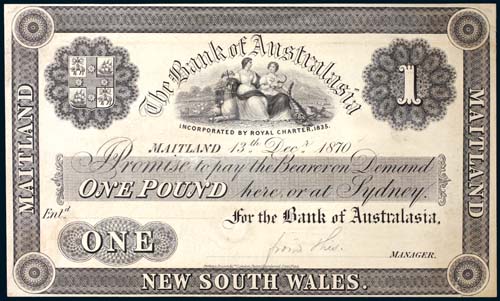 The Bank of Australasia
1
INCORPORATED BY ROYAL CHARTER, 1835.
MAITLAND 13th Decr 1870
I Promise to pay the Bearer on Demand
ONE POUND here, or at Sydney.
Entd.
For the Bank of Australasia,
ONE
MANAGER.
MAITLAND
MAITLAND
NEW SOUTH WALES.